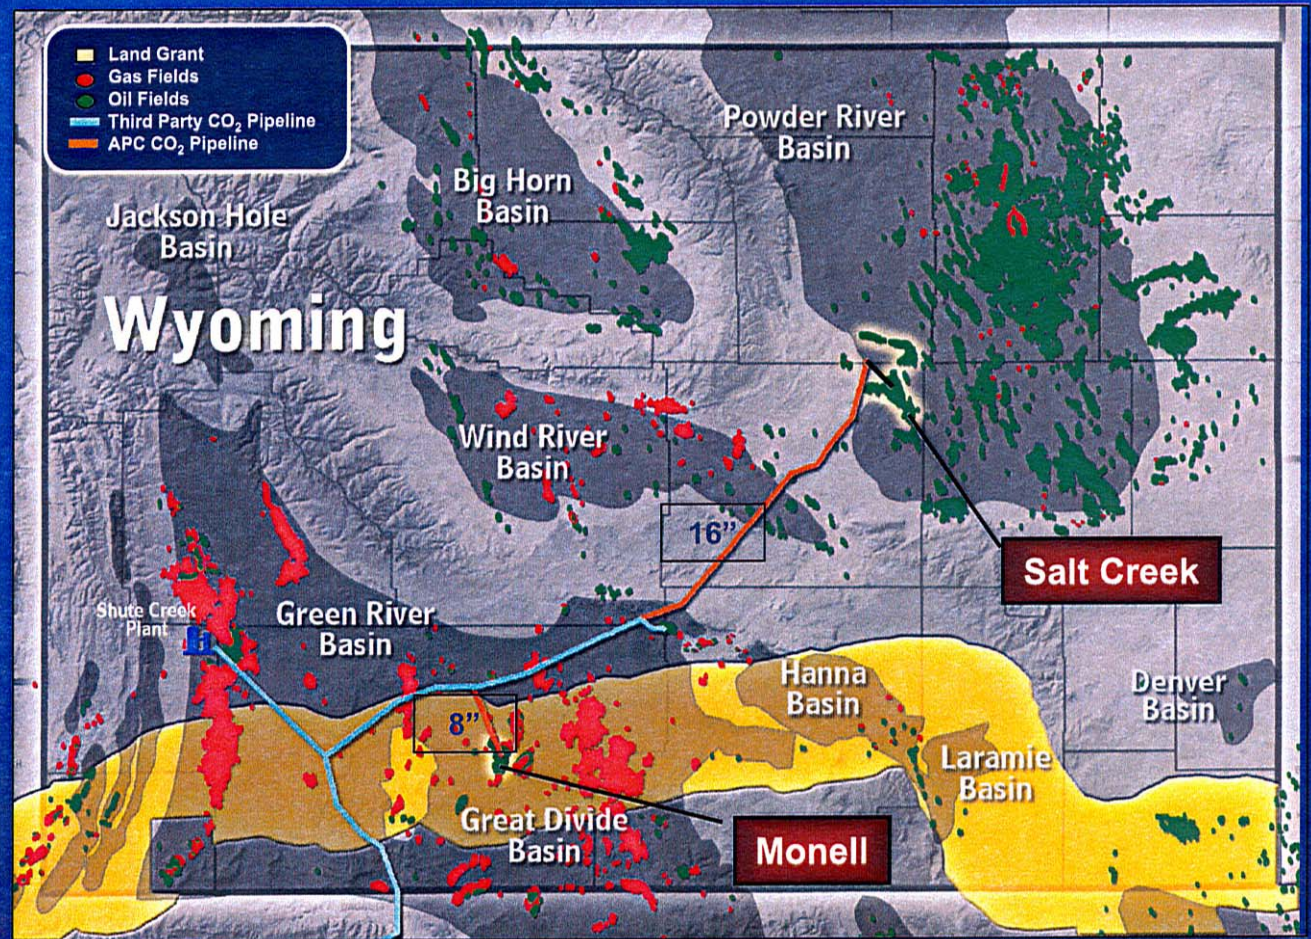 Land Grant
Gas Fields
Oil Fields
Third Party CO₂ Pipeline
APC CO₂ Pipeline
Powder River
Basin
Big Horn
Basin
Jackson Hole
Basin
Wyoming
Wind River
Basin
16”
Salt Creek
Shute Creek
Plant
Green River
Basin
Hanna
Basin
Denver
Basin
8”
Laramie
Basin
Great Divide
Basin
Monell